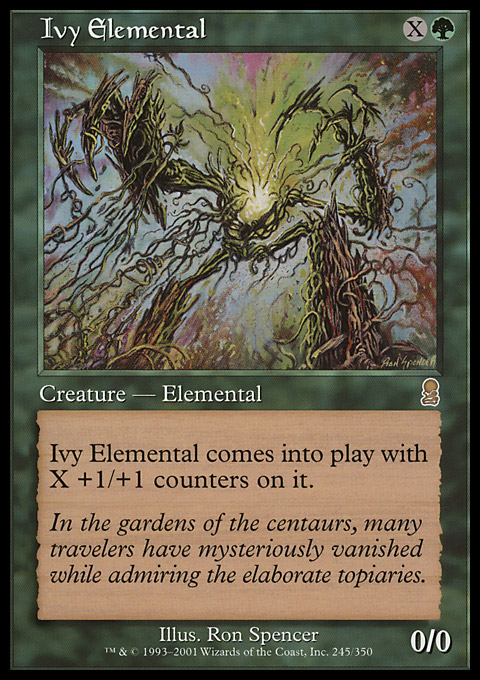 Ivy Elemental X
Ron Spencer
Creature — Elemental
Ivy Elemental comes into play with
X +1/+1 counters on it.
In the gardens of the centaurs, many
travelers have mysteriously vanished
while admiring the elaborate topiaries.
Illus. Ron Spencer
™ & © 1993–2001 Wizards of the Coast, Inc. 245/350
0/0